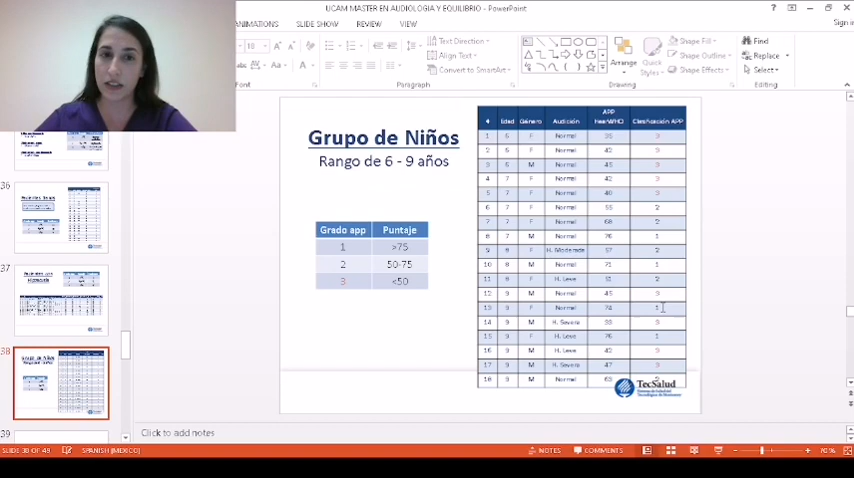 UCAM MASTER EN AUDIOLOGIA Y EQUILIBRIO - PowerPoint
Sign in
ANIMATIONS SLIDE SHOW REVIEW VIEW
18
Text Direction
Align Text
Convert to SmartArt
Arrange
Quick
Styles
Shape Fill
Shape Outline
Shape Effects
Find
Replace
Select
Font
Paragraph
Drawing
Editing
36
37
38
39
Grupo de Niños
Rango de 6 - 9 años
Grado app Puntaje
1 >75
2 50-75
3 <50
# Edad Género Audición APP Clasificación APP
1 6 F Normal 3
2 6 F Normal 42 3
3 6 M Normal 45 3
4 7 F Normal 42 3
5 7 F Normal 40 3
6 7 F Normal 2
7 7 F Normal 68 2
8 7 M Normal 76 1
9 8 F H. Moderada 57 2
10 8 M Normal 71 1
11 8 F H. Leve 51 2
12 9 M Normal 45 3
13 9 F Normal 74 1
14 9 M H. Severa 3
15 9 F H. Leve 76 1
16 9 M H. Leve 42 3
17 9 M H. Severa 47 3
18 9 M Normal 2
TecSalud
Click to add notes
SLIDE 38 OF 49 SPANISH (MEXICO) NOTES COMMENTS 70%